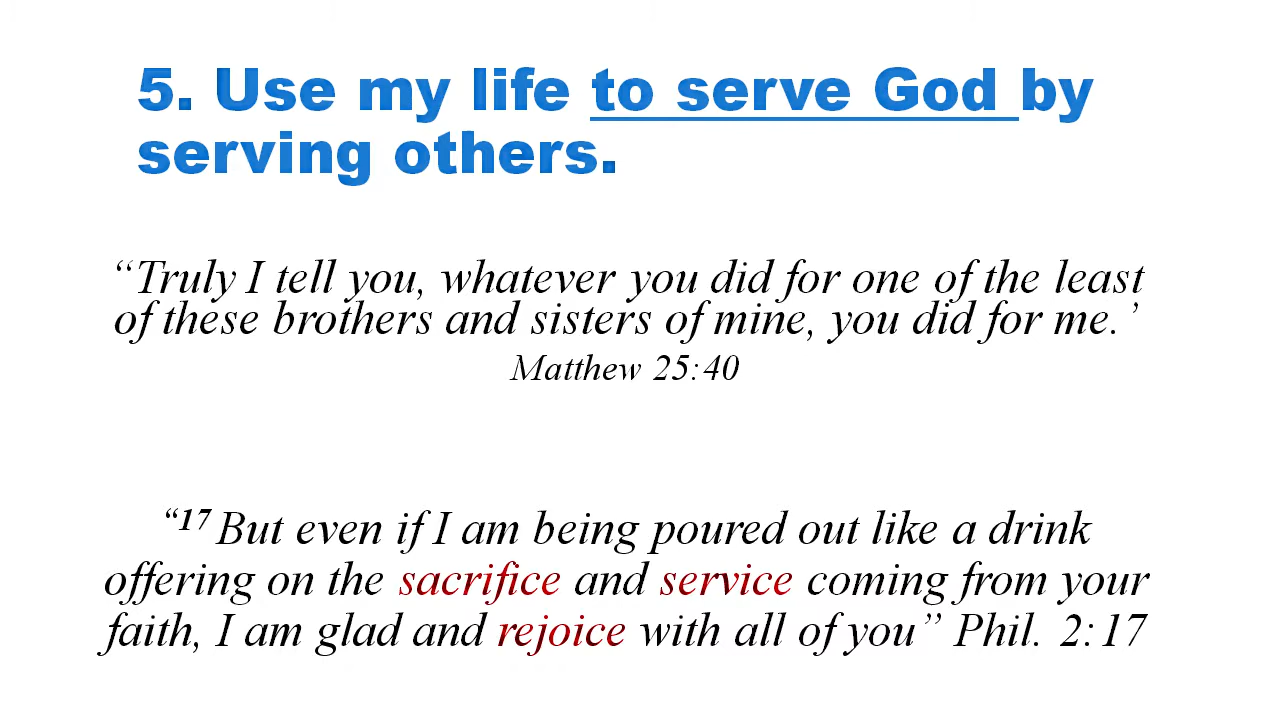 5. Use my life to serve God by
serving others.
“Truly I tell you, whatever you did for one of the least
of these brothers and sisters of mine, you did for me.’
Matthew 25:40
“17 But even if I am being poured out like a drink
offering on the sacrifice and service coming from your
faith, I am glad and rejoice with all of you” Phil. 2:17